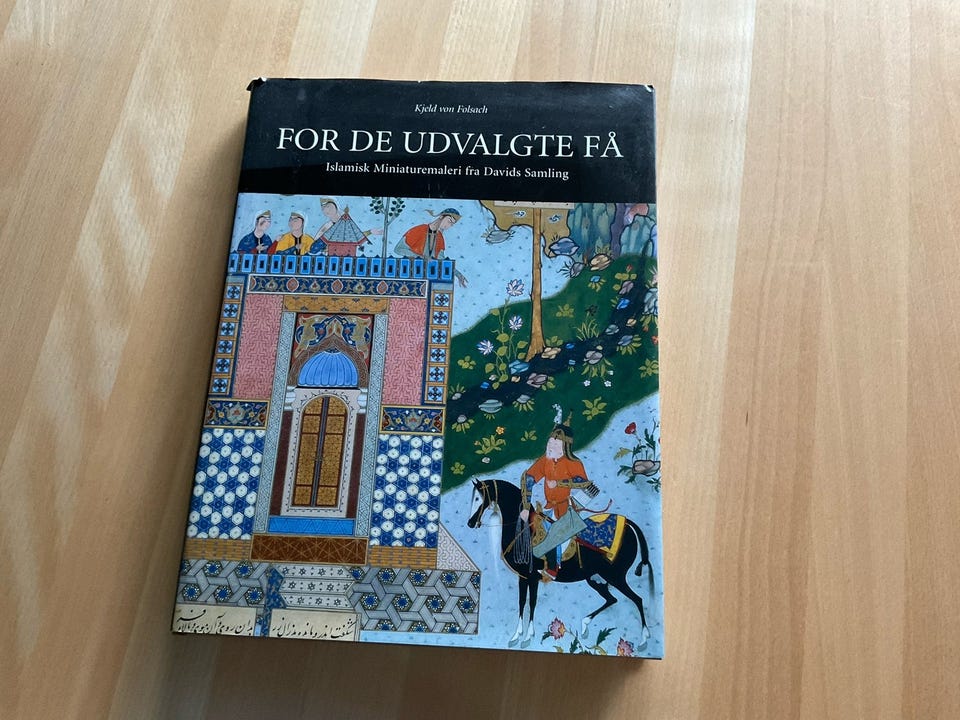 Kjeld von Folsach
FOR DE UDVALGTE FÅ
Islamisk Miniaturemaleri fra Davids Samling